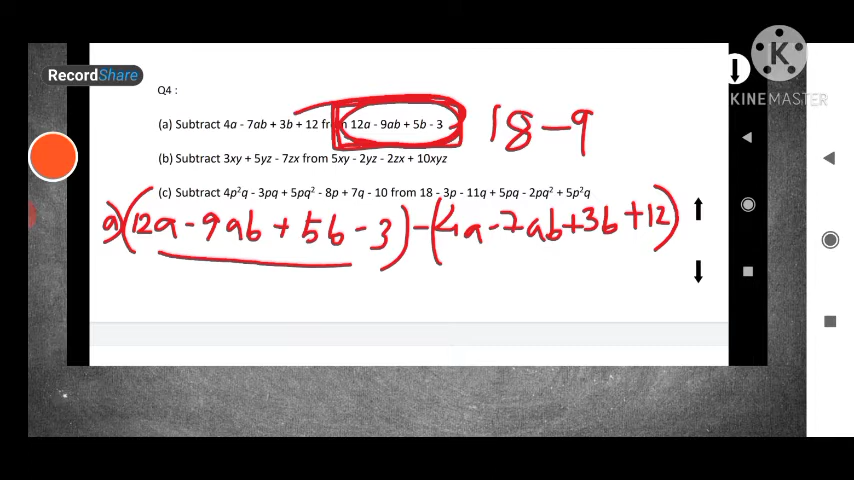 RecordShare
Q4 :
KINEMASTER
(a) Subtract 4a - 7ab + 3b + 12 from 12a - 9ab + 5b - 3
18 - 9
(b) Subtract 3xy + 5yz - 7zx from 5xy - 2yz - 2zx + 10xyz
(c) Subtract 4p²q - 3pq + 5pq² - 8p + 7q - 10 from 18 - 3p - 11q + 5pq - 2pq² + 5p²q
a) (12a - 9ab + 5b - 3) - (4a - 7ab + 3b + 12)